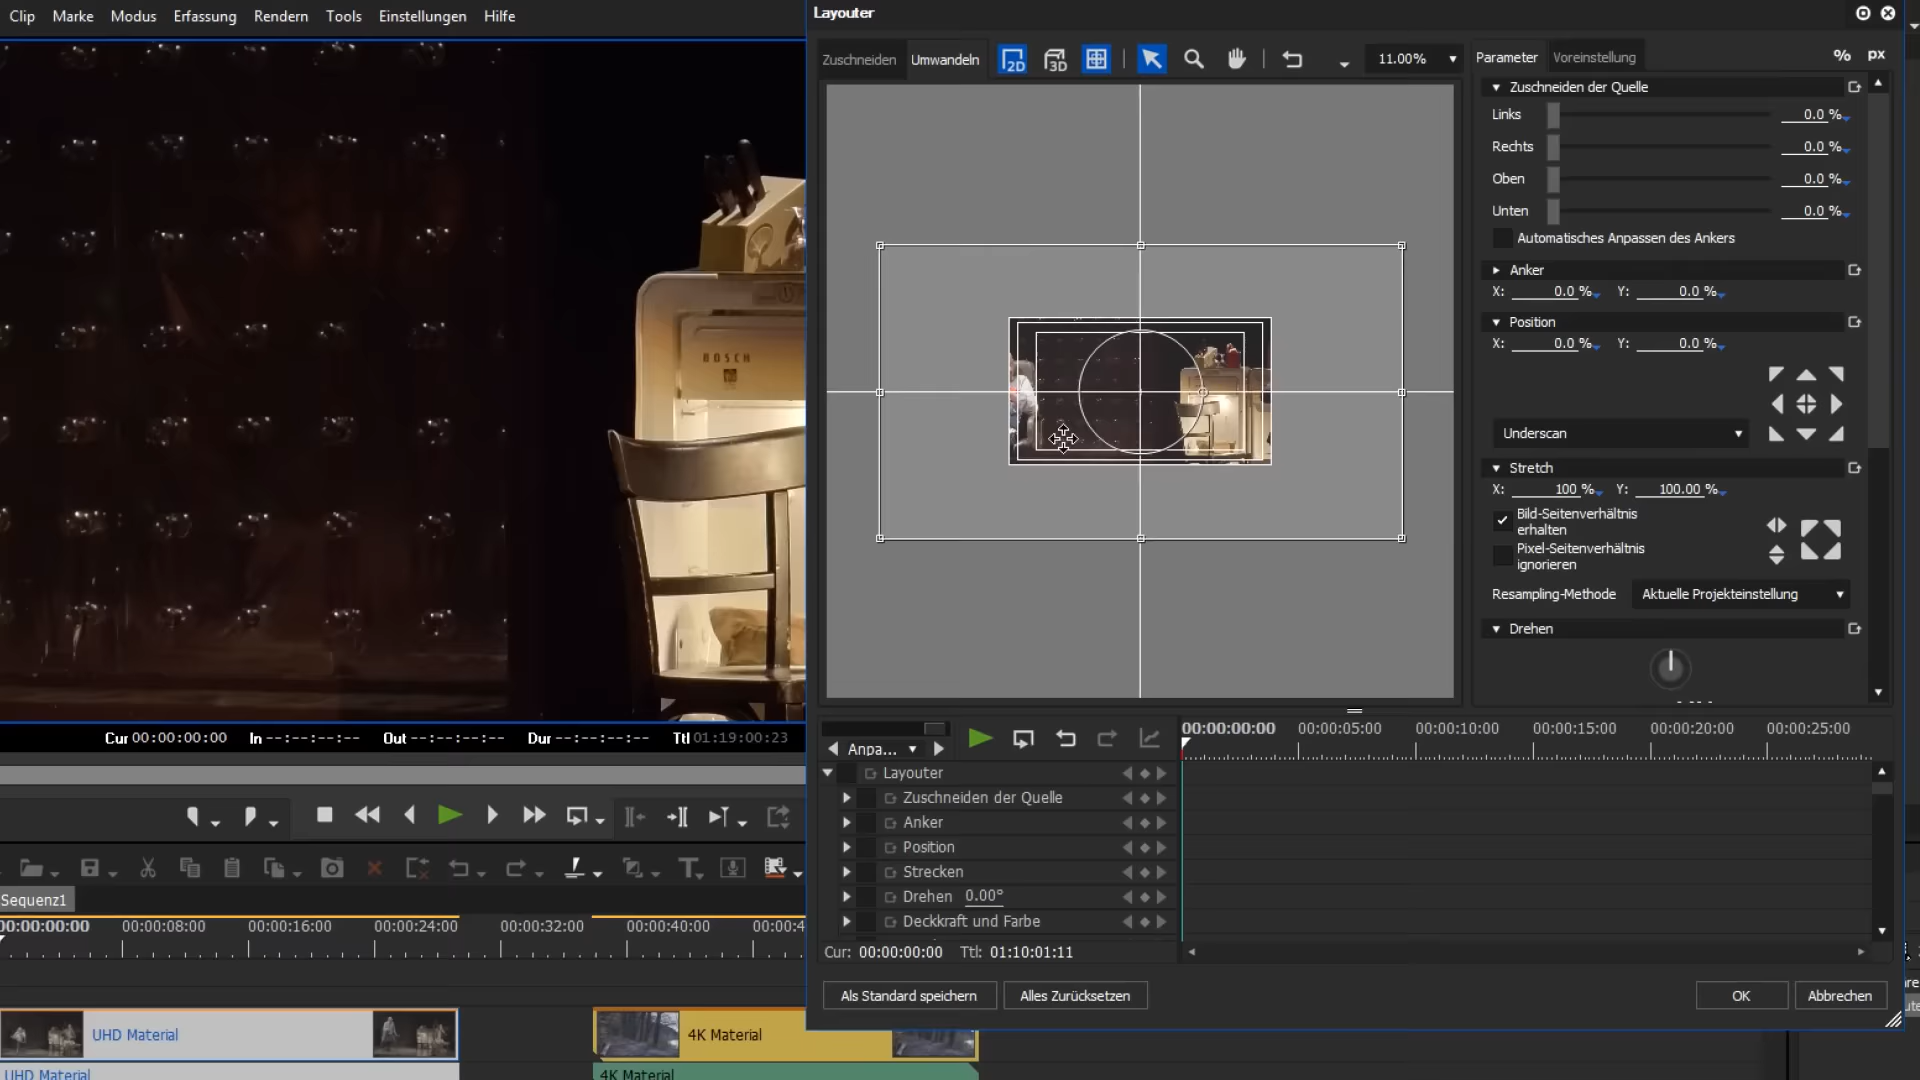 Clip Marke Modus Erfassung Rendern Tools Einstellungen Hilfe
Layouter
Zuschneiden Umwandeln 2D 3D 11.00%
Parameter Voreinstellung % px
Zuschneiden der Quelle
Links 0.0 %
Rechts 0.0 %
Oben 0.0 %
Unten 0.0 %
Automatisches Anpassen des Ankers
Anker
X: 0.0 % Y: 0.0 %
Position
X: 0.0 % Y: 0.0 %
Underscan
Stretch
X: 100 % Y: 100.00 %
Bild-Seitenverhältnis
erhalten
Pixel-Seitenverhältnis
ignorieren
Resampling-Methode Aktuelle Projekteinstellung
Drehen
BOSCH
Cur 00:00:00:00 In --:--:--:-- Out --:--:--:-- Dur --:--:--:-- Ttl 01:19:00:23
Anpa...
00:00:00:00 00:00:05:00 00:00:10:00 00:00:15:00 00:00:20:00 00:00:25:00
Layouter
Zuschneiden der Quelle
Anker
Position
Strecken
Drehen 0.00°
Deckkraft und Farbe
Cur: 00:00:00:00 Ttl: 01:10:01:11
Als Standard speichern Alles Zurücksetzen OK Abbrechen
Sequenz1
00:00:00:00 00:00:08:00 00:00:16:00 00:00:24:00 00:00:32:00 00:00:40:00 00:00:4
UHD Material 4K Material
UHD Material 4K Material